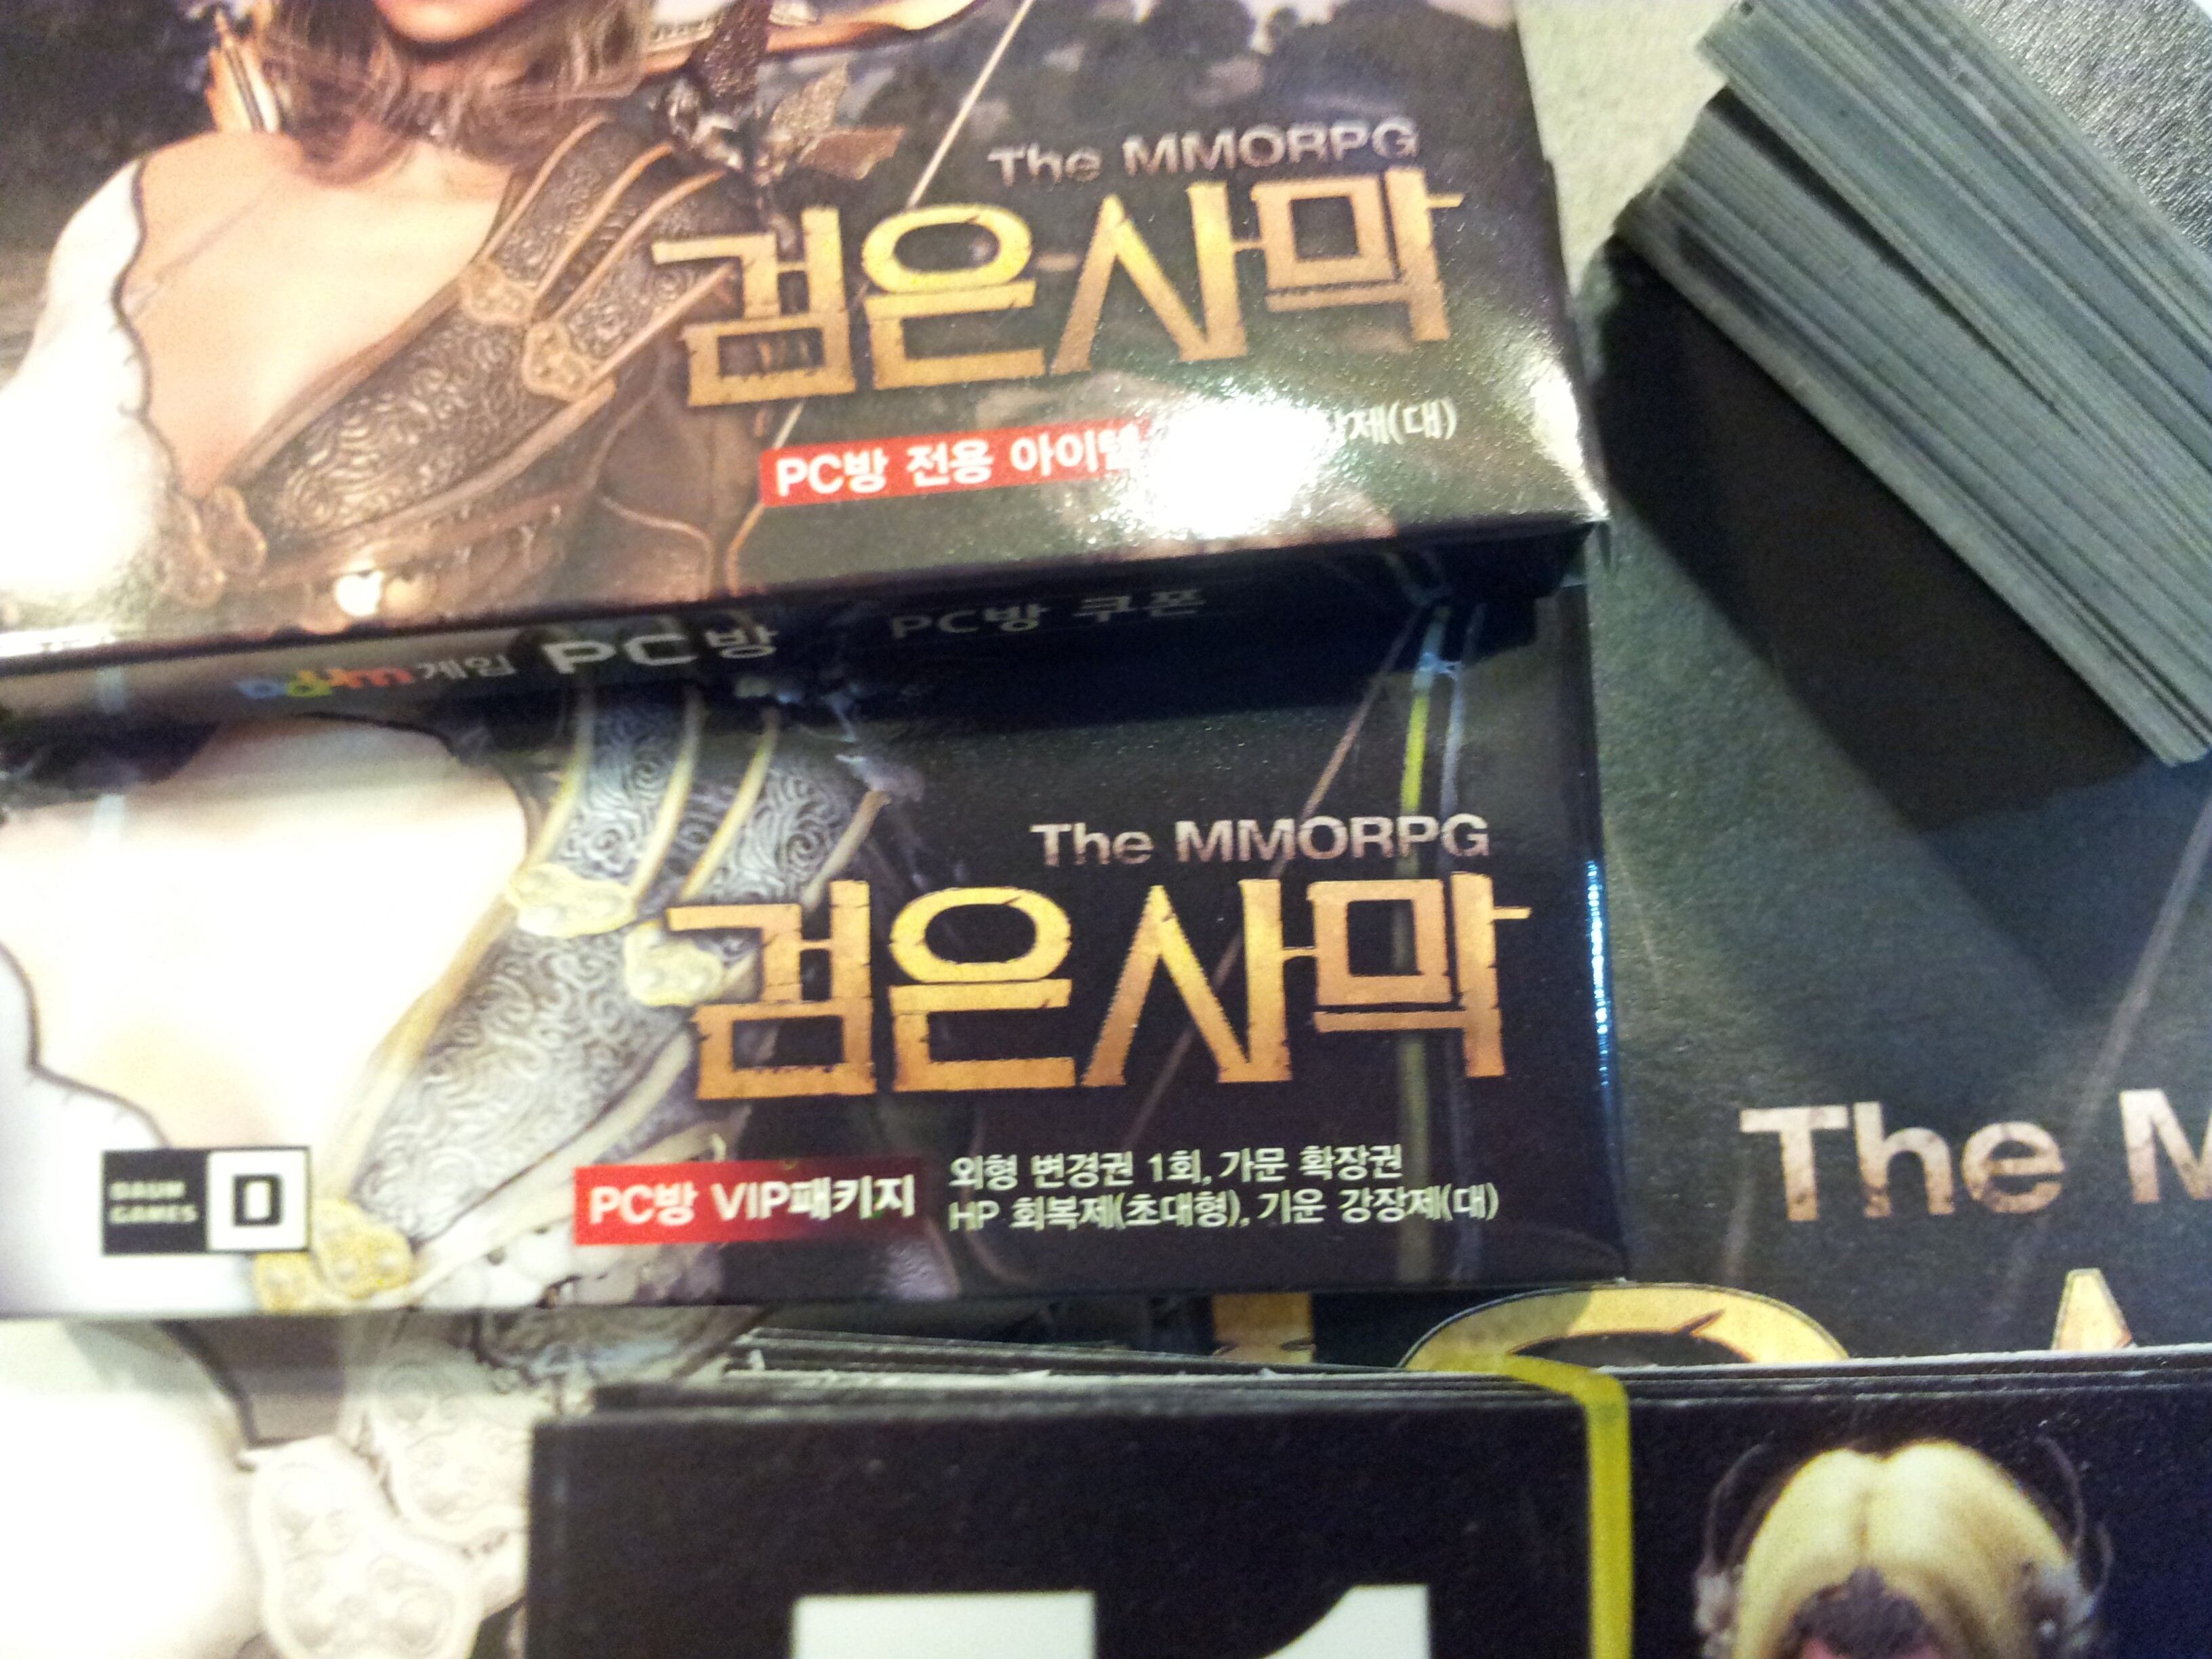 The MMORPG
검은사막
PC방 전용 아이템
(대)
Daum게임 PC방 PC방 쿠폰
The MMORPG
검은사막
DAUM
GAMES
D
PC방 VIP패키지
외형 변경권 1회, 가문 확장권
HP 회복제(초대형), 기운 강장제(대)
The M